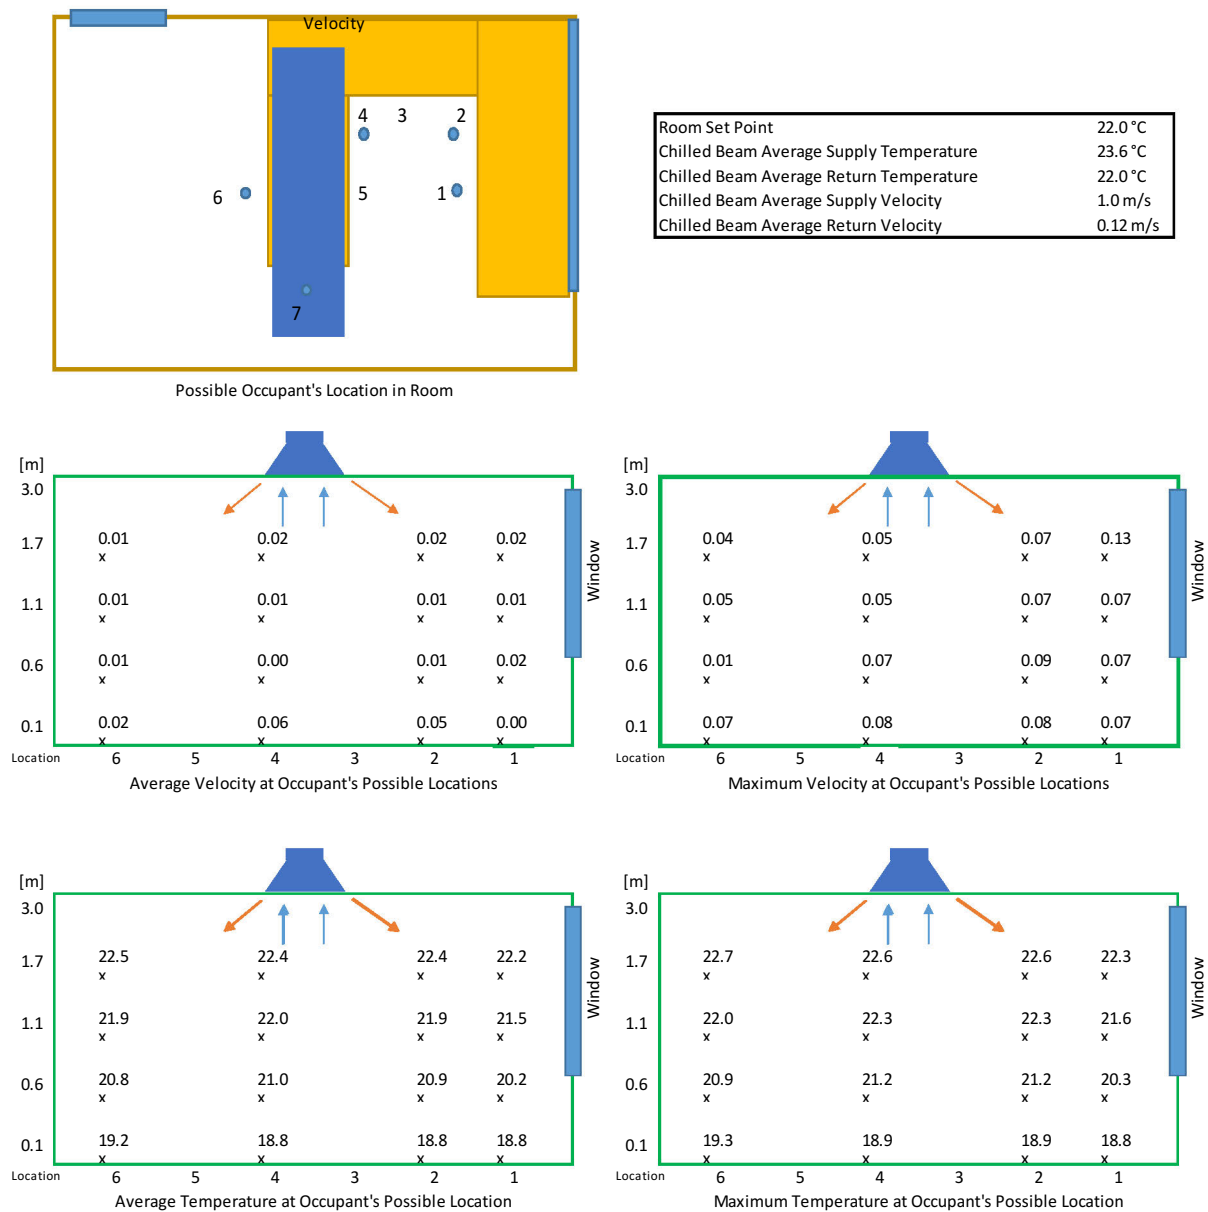 Velocity
4 3 2
6 5 1
7
Possible Occupant's Location in Room
Room Set Point 22.0 °C
Chilled Beam Average Supply Temperature 23.6 °C
Chilled Beam Average Return Temperature 22.0 °C
Chilled Beam Average Supply Velocity 1.0 m/s
Chilled Beam Average Return Velocity 0.12 m/s
[m]
3.0
1.7 0.01 0.02 0.02 0.02
x x x x
1.1 0.01 0.01 0.01 0.01
x x x x
0.6 0.01 0.00 0.01 0.02
x x x x
0.1 0.02 0.06 0.05 0.00
x x x x
Window
Location 6 5 4 3 2 1
Average Velocity at Occupant's Possible Locations
[m]
3.0
1.7 0.04 0.05 0.07 0.13
x x x x
1.1 0.05 0.05 0.07 0.07
x x x x
0.6 0.01 0.07 0.09 0.07
x x x x
0.1 0.07 0.08 0.08 0.07
x x x x
Window
Location 6 5 4 3 2 1
Maximum Velocity at Occupant's Possible Locations
[m]
3.0
1.7 22.5 22.4 22.4 22.2
x x x x
1.1 21.9 22.0 21.9 21.5
x x x x
0.6 20.8 21.0 20.9 20.2
x x x x
0.1 19.2 18.8 18.8 18.8
x x x x
Window
Location 6 5 4 3 2 1
Average Temperature at Occupant's Possible Location
[m]
3.0
1.7 22.7 22.6 22.6 22.3
x x x x
1.1 22.0 22.3 22.3 21.6
x x x x
0.6 20.9 21.2 21.2 20.3
x x x x
0.1 19.3 18.9 18.9 18.8
x x x x
Window
Location 6 5 4 3 2 1
Maximum Temperature at Occupant's Possible Location